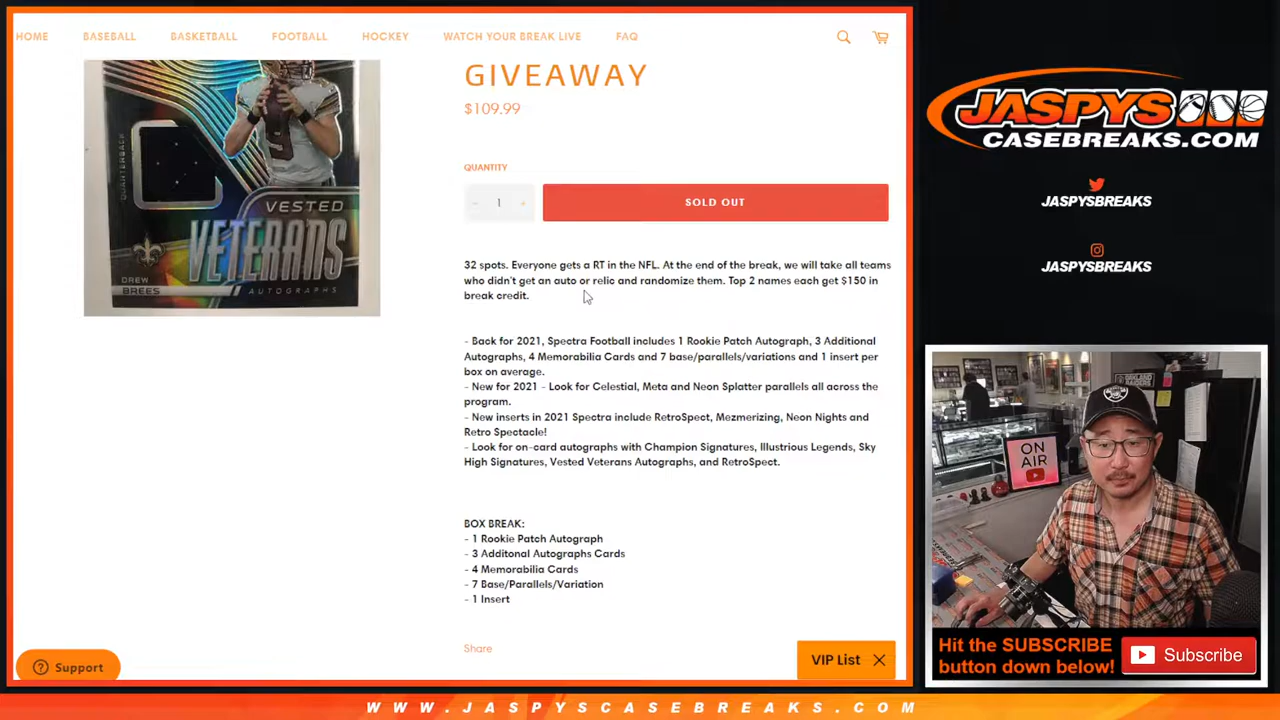 HOME BASEBALL BASKETBALL FOOTBALL HOCKEY WATCH YOUR BREAK LIVE FAQ
GIVEAWAY
$109.99
QUANTITY
− 1 +
SOLD OUT
32 spots. Everyone gets a RT in the NFL. At the end of the break, we will take all teams
who didn't get an auto or relic and randomize them. Top 2 names each get $150 in
break credit.
- Back for 2021, Spectra Football includes 1 Rookie Patch Autograph, 3 Additional
Autographs, 4 Memorabilia Cards and 7 base/parallels/variations and 1 insert per
box on average.
- New for 2021 - Look for Celestial, Meta and Neon Splatter parallels all across the
program.
- New inserts in 2021 Spectra include RetroSpect, Mezmerizing, Neon Nights and
Retro Spectacle!
- Look for on-card autographs with Champion Signatures, Illustrious Legends, Sky
High Signatures, Vested Veterans Autographs, and RetroSpect.
BOX BREAK:
- 1 Rookie Patch Autograph
- 3 Additonal Autographs Cards
- 4 Memorabilia Cards
- 7 Base/Parallels/Variation
- 1 Insert
Share
Support
VIP List
QUARTERBACK
9
VESTED
VETERANS
AUTOGRAPHS
DREW
BREES
JASPYS
CASEBREAKS.COM
JASPYSBREAKS
JASPYSBREAKS
ON
AIR
Hit the SUBSCRIBE
button down below!
Subscribe
WWW.JASPYSCASEBREAKS.COM